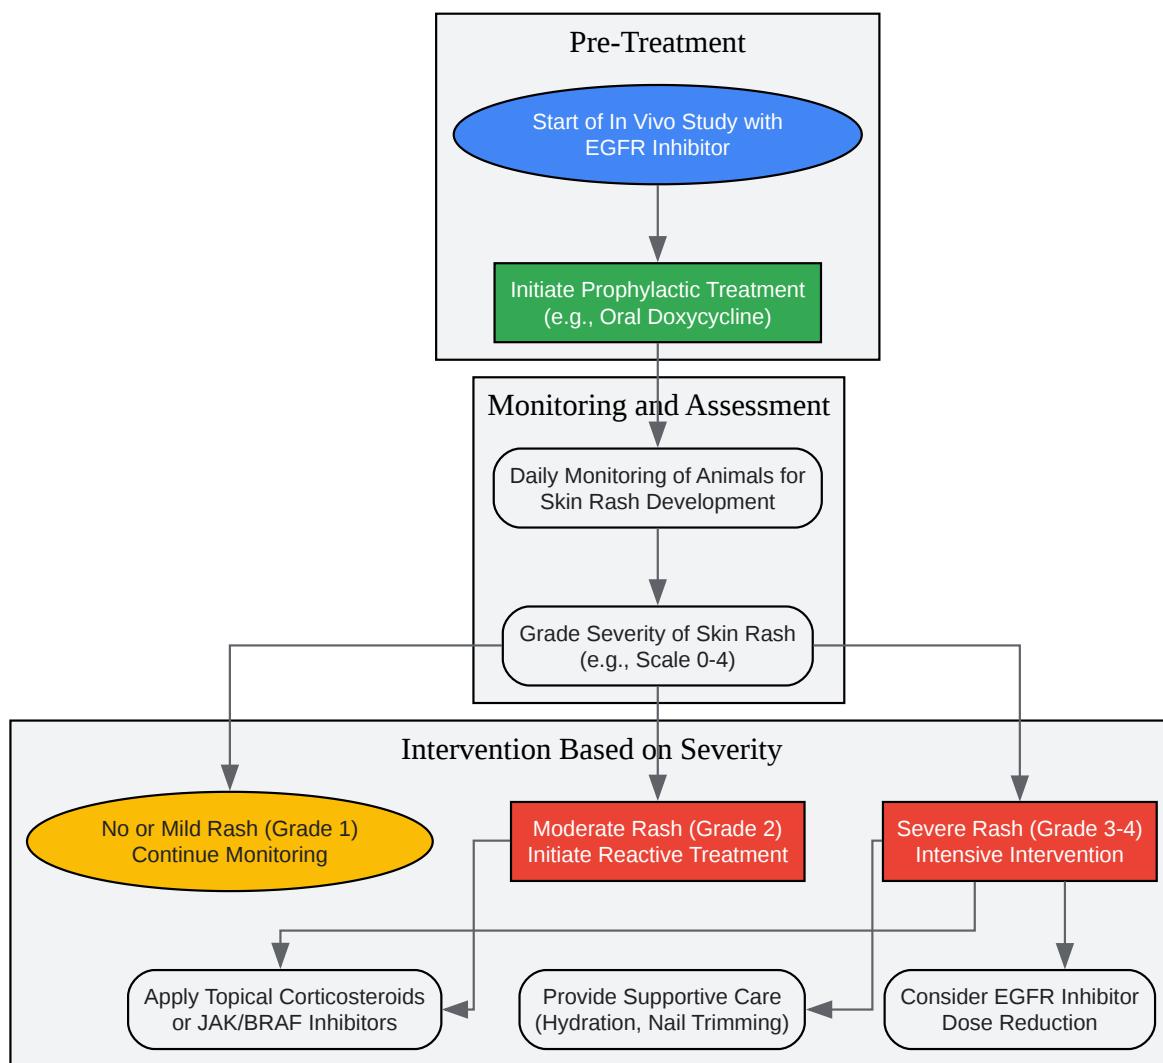 Pre-Treatment
Start of In Vivo Study with
EGFR Inhibitor
Initiate Prophylactic Treatment
(e.g., Oral Doxycycline)
Monitoring and Assessment
Daily Monitoring of Animals for
Skin Rash Development
Grade Severity of Skin Rash
(e.g., Scale 0-4)
Intervention Based on Severity
No or Mild Rash (Grade 1)
Continue Monitoring
Moderate Rash (Grade 2)
Initiate Reactive Treatment
Severe Rash (Grade 3-4)
Intensive Intervention
Apply Topical Corticosteroids
or JAK/BRAF Inhibitors
Provide Supportive Care
(Hydration, Nail Trimming)
Consider EGFR Inhibitor
Dose Reduction